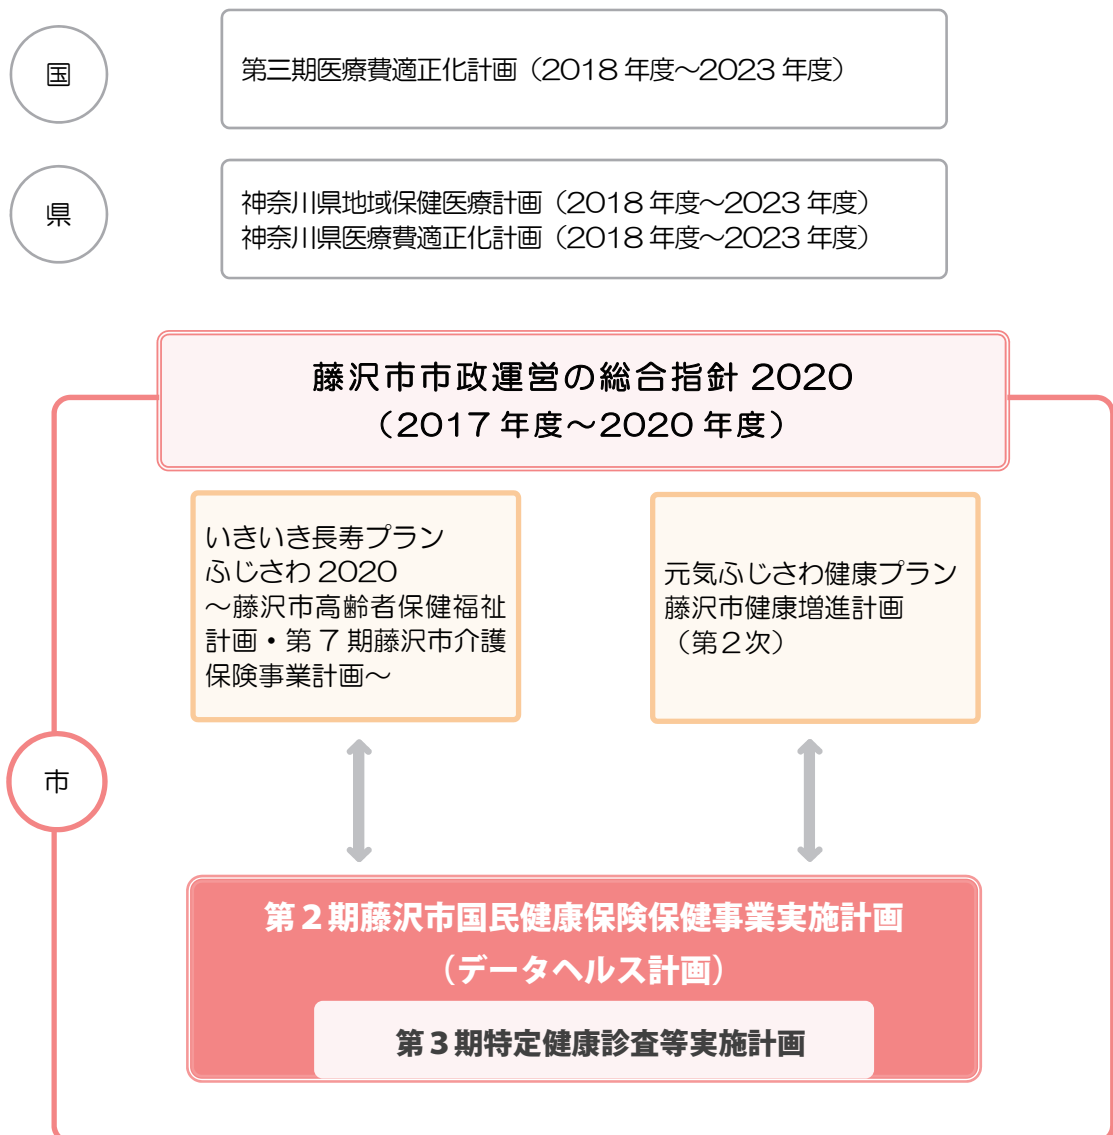 国
第三期医療費適正化計画（2018 年度～2023 年度）
県
神奈川県地域保健医療計画（2018 年度～2023 年度）
神奈川県医療費適正化計画（2018 年度～2023 年度）
藤沢市市政運営の総合指針 2020
（2017 年度～2020 年度）
いきいき長寿プラン
ふじさわ 2020
～藤沢市高齢者保健福祉
計画・第 7 期藤沢市介護
保険事業計画～
元気ふじさわ健康プラン
藤沢市健康増進計画
（第２次）
市
第２期藤沢市国民健康保険保健事業実施計画
（データヘルス計画）
第３期特定健康診査等実施計画